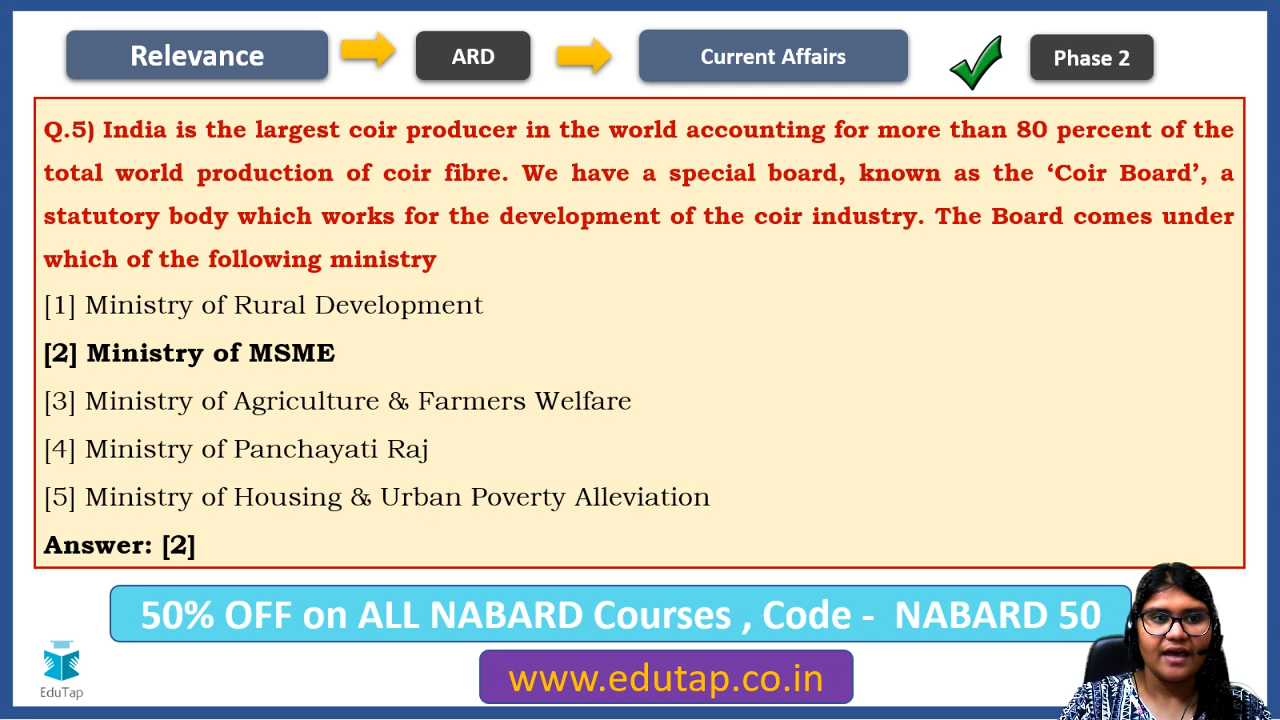 Relevance
ARD
Current Affairs
Phase 2
Q.5) India is the largest coir producer in the world accounting for more than 80 percent of the
total world production of coir fibre. We have a special board, known as the ‘Coir Board’, a
statutory body which works for the development of the coir industry. The Board comes under
which of the following ministry
[1] Ministry of Rural Development
[2] Ministry of MSME
[3] Ministry of Agriculture & Farmers Welfare
[4] Ministry of Panchayati Raj
[5] Ministry of Housing & Urban Poverty Alleviation
Answer: [2]
50% OFF on ALL NABARD Courses , Code - NABARD 50
EduTap
www.edutap.co.in